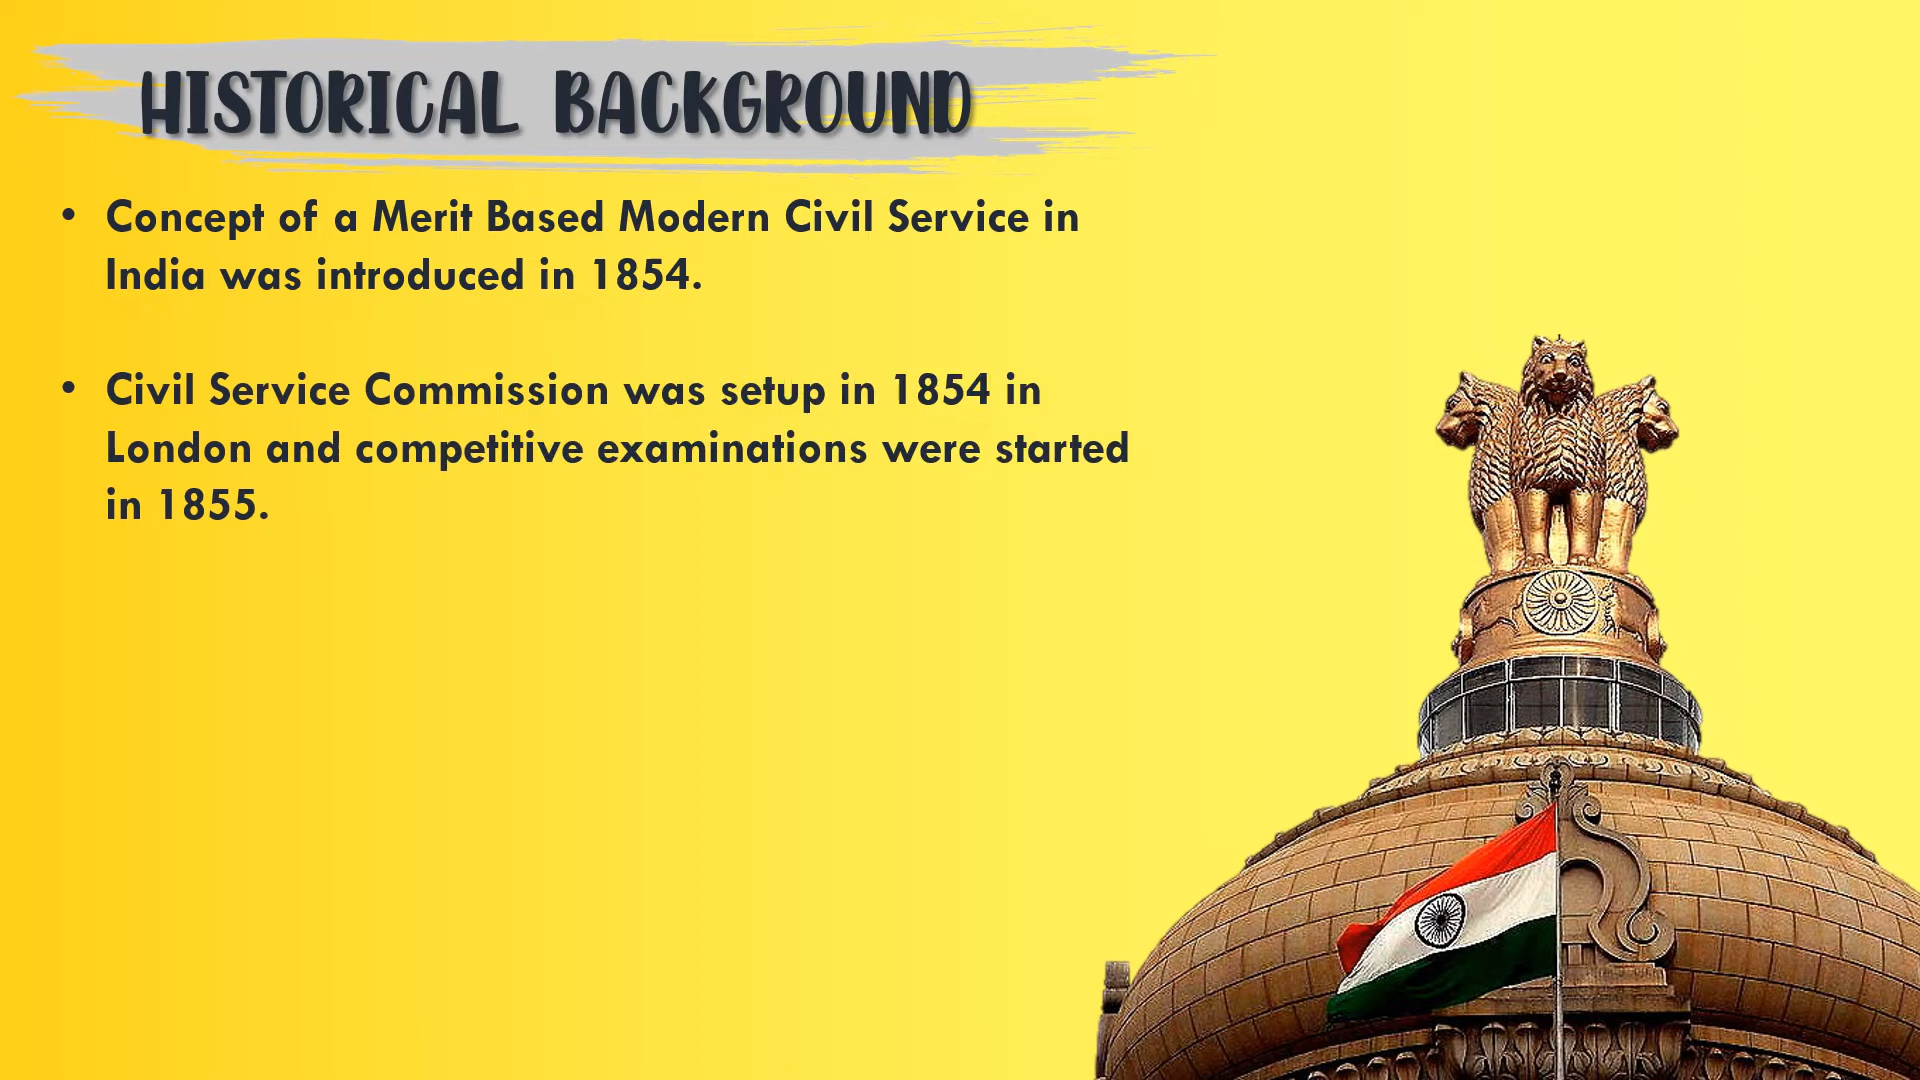 HISTORICAL BACKGROUND
• Concept of a Merit Based Modern Civil Service in
India was introduced in 1854.
• Civil Service Commission was setup in 1854 in
London and competitive examinations were started
in 1855.